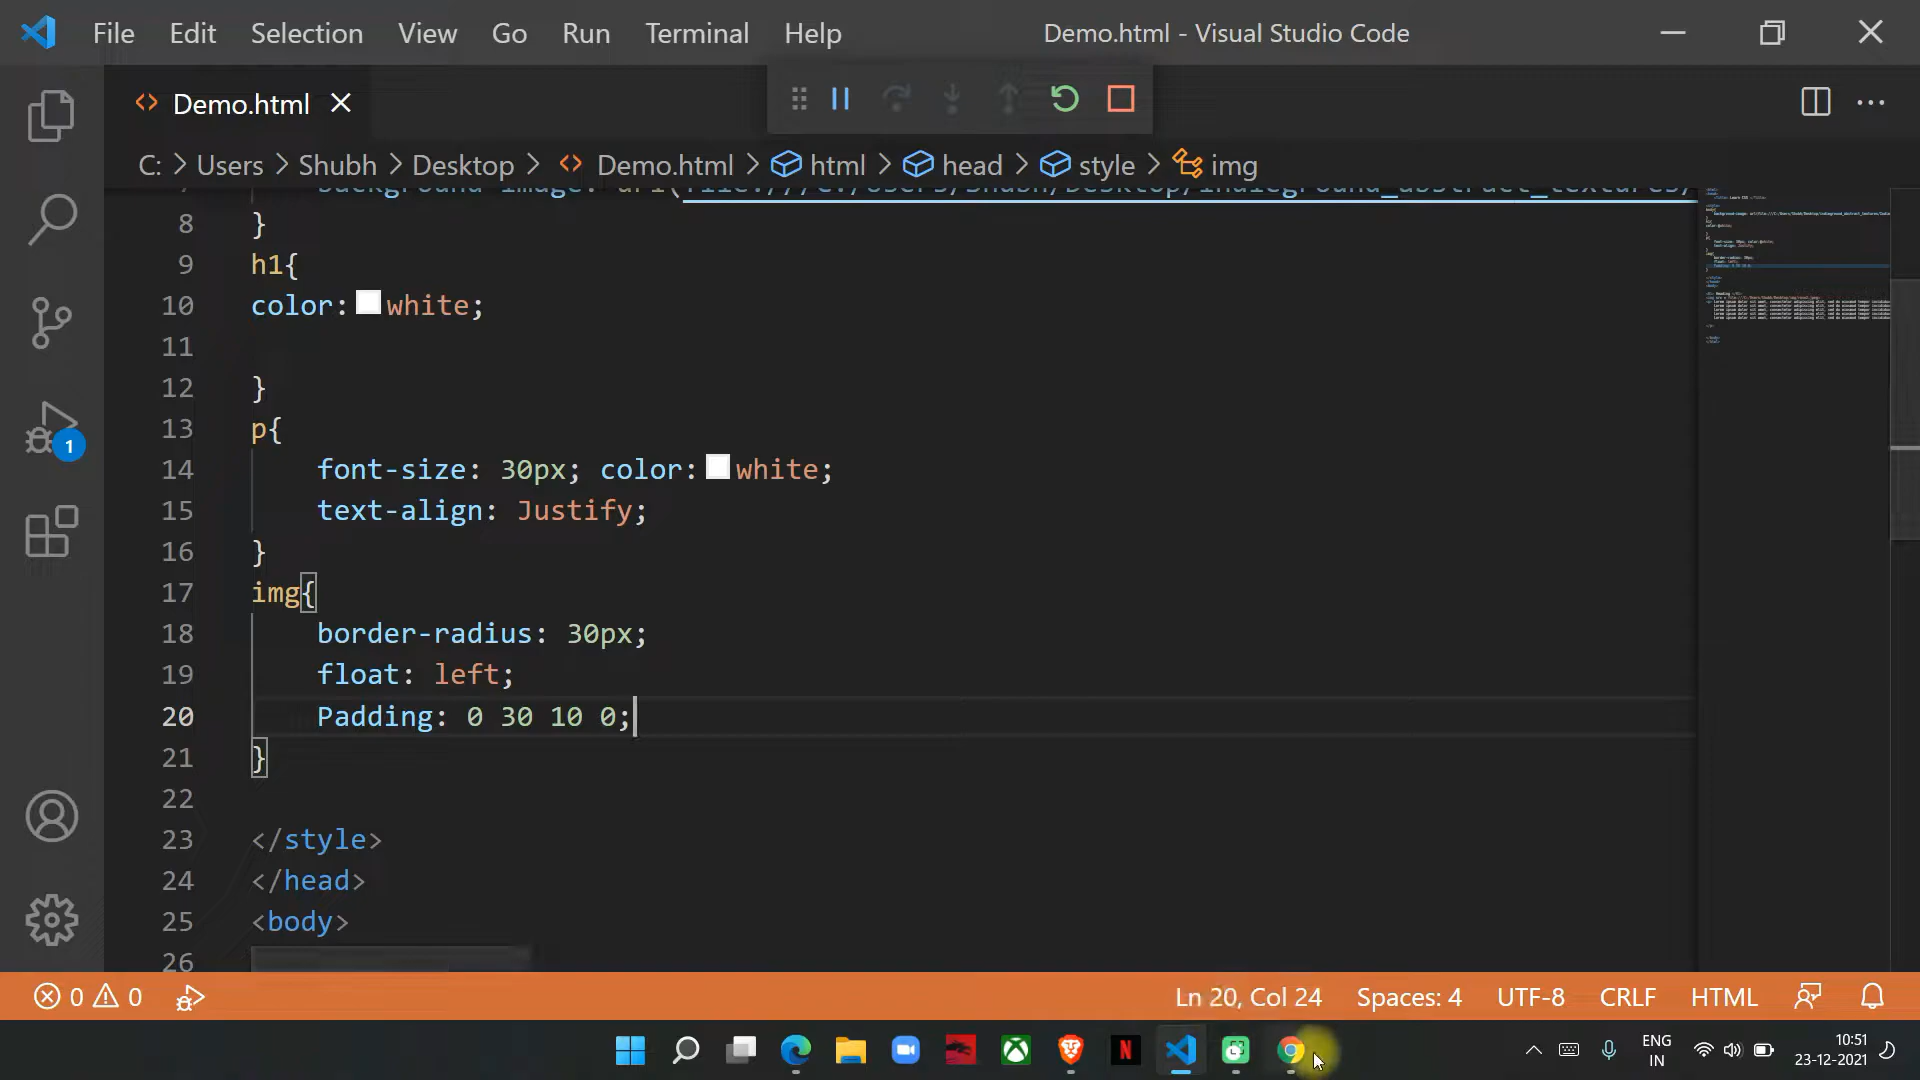 File Edit Selection View Go Run Terminal Help Demo.html - Visual Studio Code
Demo.html
C: > Users > Shubh > Desktop > Demo.html > html > head > style > img
8 }
9 h1{
10 color: white;
11
12 }
13 p{
14 font-size: 30px; color: white;
15 text-align: Justify;
16 }
17 img{
18 border-radius: 30px;
19 float: left;
20 Padding: 0 30 10 0;
21 }
22
23 </style>
24 </head>
25 <body>
26
1
0 0 Ln 20, Col 24 Spaces: 4 UTF-8 CRLF HTML
N ENG 10:51
IN 23-12-2021